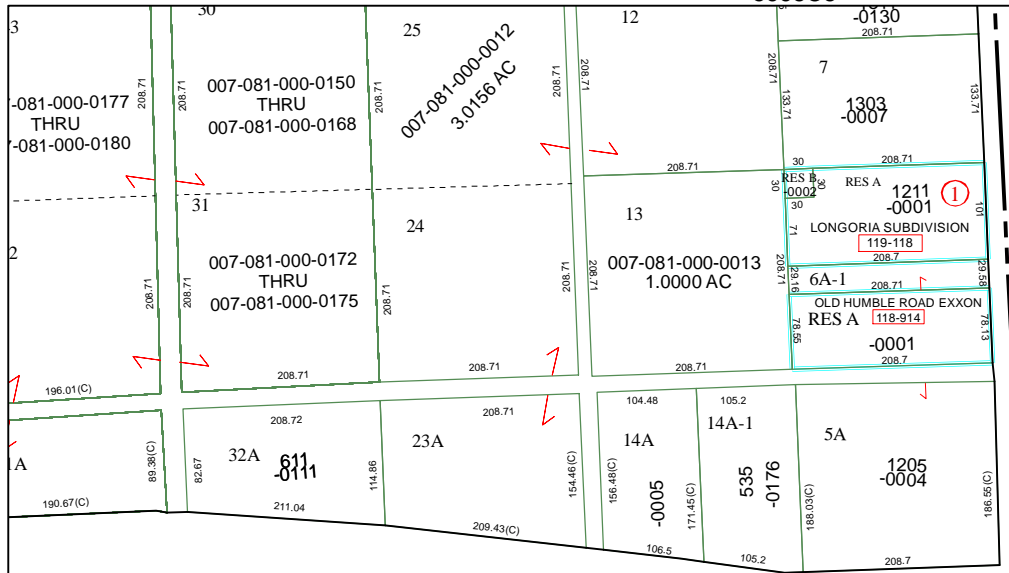 30
25
12
-0130
208.71
3
7
007-081-000-0012
3.0156 AC
007-081-000-0150
THRU
007-081-000-0168
-081-000-0177
THRU
-081-000-0180
208.71
208.71
208.71
208.71
208.71
208.71
133.71
133.71
1303
-0007
208.71
30
208.71
RES B
-0002
30
30
30
RES A
1211
-0001
1
101
71
LONGORIA SUBDIVISION
119-118
208.7
31
24
13
2
007-081-000-0172
THRU
007-081-000-0175
007-081-000-0013
1.0000 AC
208.71
208.71
208.71
208.71
208.71
208.71
29.16
6A-1
208.71
29.58
OLD HUMBLE ROAD EXXON
RES A
118-914
78.55
78.13
-0001
208.7
196.01(C)
208.71
208.71
208.71
208.72
208.71
104.48
105.2
1A
89.38(C)
82.67
32A
611
-0111
114.86
23A
154.46(C)
156.48(C)
14A
-0005
171.45(C)
14A-1
535
-0176
188.03(C)
5A
1205
-0004
186.55(C)
190.67(C)
211.04
209.43(C)
106.5
105.2
208.7